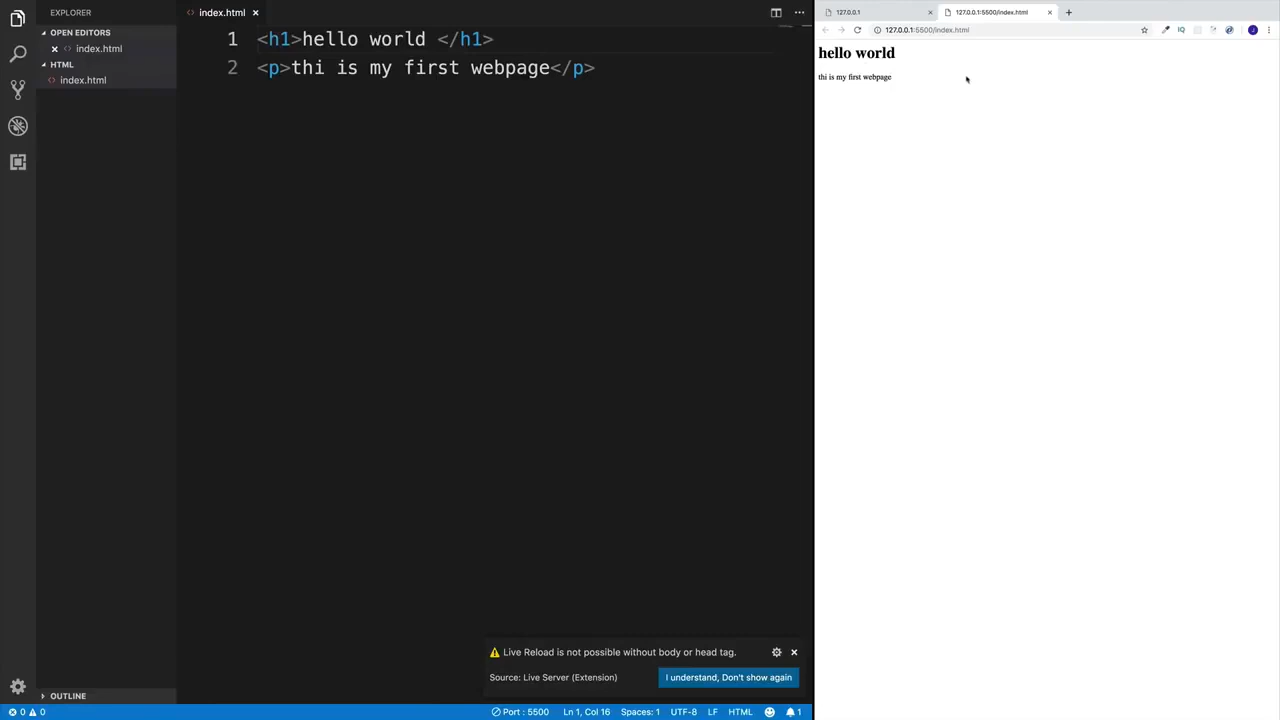 EXPLORER
OPEN EDITORS
index.html
HTML
index.html
OUTLINE
index.html
1 <h1>hello world </h1>
2 <p>thi is my first webpage</p>
Live Reload is not possible without body or head tag.
Source: Live Server (Extension)
I understand, Don't show again
0 0
Port : 5500
Ln 1, Col 16
Spaces: 1
UTF-8
LF
HTML
1
127.0.0.1
127.0.0.1:5500/index.html
127.0.0.1:5500/index.html
IQ
J
hello world
thi is my first webpage